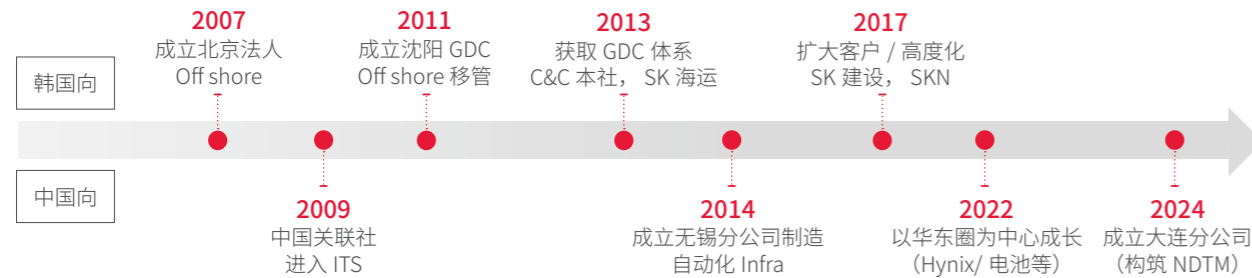 2007
成立北京法人
Off shore
2011
成立沈阳 GDC
Off shore 移管
2013
获取 GDC 体系
C&C 本社， SK 海运
2017
扩大客户 / 高度化
SK 建设， SKN
韩国向
中国向
2009
中国关联社
进入 ITS
2014
成立无锡分公司制造
自动化 Infra
2022
以华东圈为中心成长
（Hynix/ 电池等）
2024
成立大连分公司
（构筑 NDTM）